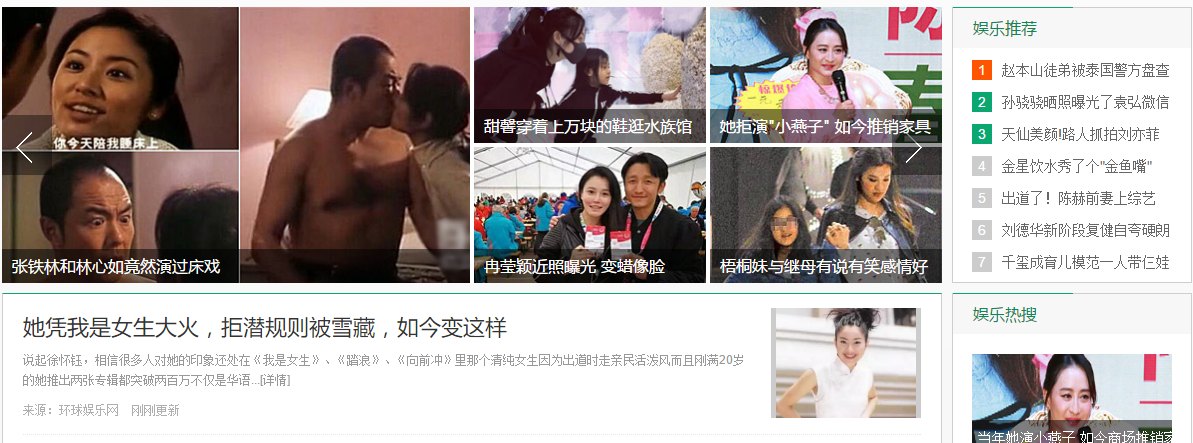 你今天陪我睡床上
张铁林和林心如竟然演过床戏
甜馨穿着上万块的鞋逛水族馆
她拒演"小燕子" 如今推销家具
冉莹颖近照曝光 变蜡像脸
梧桐妹与继母有说有笑感情好
娱乐推荐
1 赵本山徒弟被泰国警方盘查
2 孙骁骁晒照曝光了袁弘微信
3 天仙美颜!路人抓拍刘亦菲
4 金星饮水秀了个"金鱼嘴"
5 出道了！陈赫前妻上综艺
6 刘德华新阶段复健自夸硬朗
7 千玺成育儿模范一人带仨娃
她凭我是女生大火，拒潜规则被雪藏，如今变这样
说起徐怀钰，相信很多人对她的印象还处在《我是女生》、《踏浪》、《向前冲》里那个清纯女生因为出道时走亲民活泼风而且刚满20岁
的她推出两张专辑都突破两百万不仅是华语...[详情]
来源：环球娱乐网 刚刚更新
娱乐热搜
当年她演小燕子 如今商场推销家